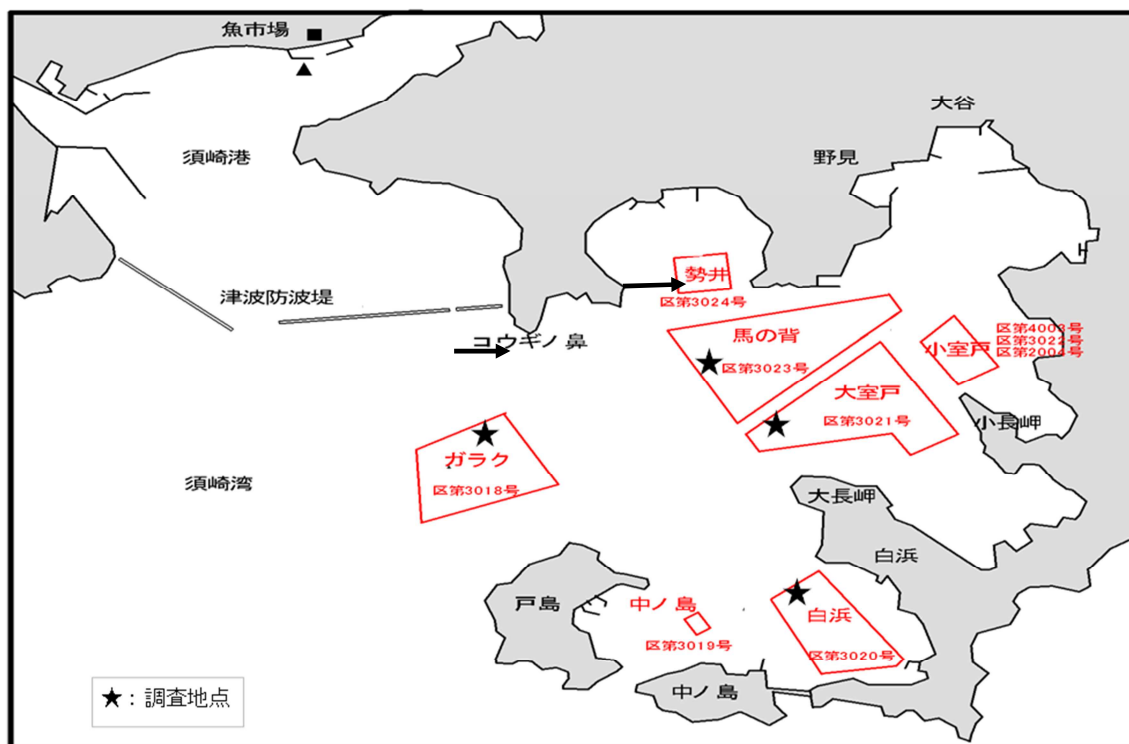 魚市場
大谷
須崎港
野見
勢井
津波防波堤
区第3024号
コウギノ鼻
馬の背
区第3023号
小室戸
区第4003号
区第3022号
区第2004号
大室戸
区第3021号
小長岬
ガラク
区第3018号
須崎湾
大長岬
白浜
戸島
中ノ島
区第3019号
白浜
区第3020号
中ノ島
★：調査地点